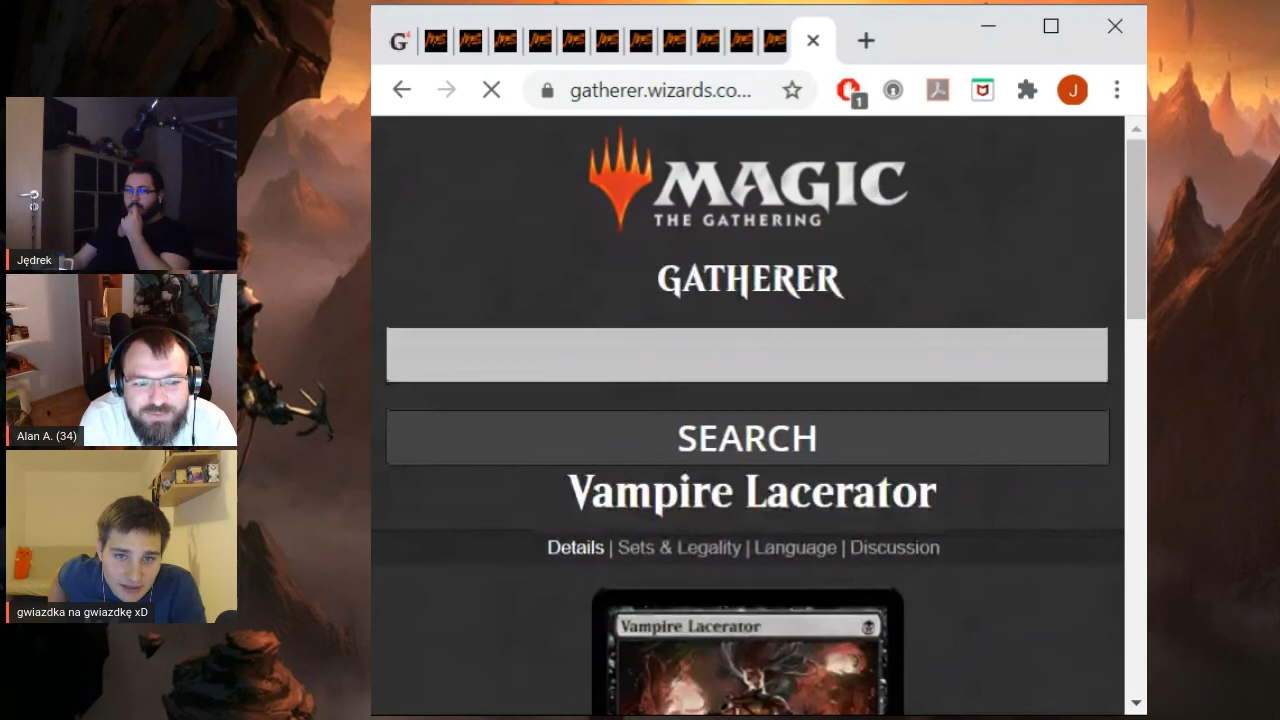 gatherer.wizards.co...
1
J
MAGIC
THE GATHERING
GATHERER
SEARCH
Vampire Lacerator
Details | Sets & Legality | Language | Discussion
Vampire Lacerator
Jędrek
Alan A. (34)
gwiazdka na gwiazdkę xD